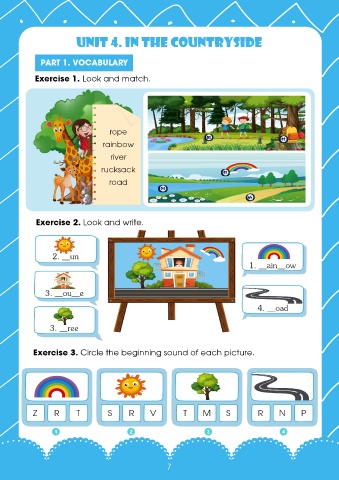 UNIT 4. IN THE COUNTRYSIDE
PART 1. VOCABULARY
Exercise 1. Look and match.
rope
rainbow
river
rucksack
road
Exercise 2. Look and write.
2. __un
1. __ain__ow
3. __ou__e
4. __oad
3. __ree
Exercise 3. Circle the beginning sound of each picture.
Z R T
S R V
T M S
R N P
1 2 3 4
7